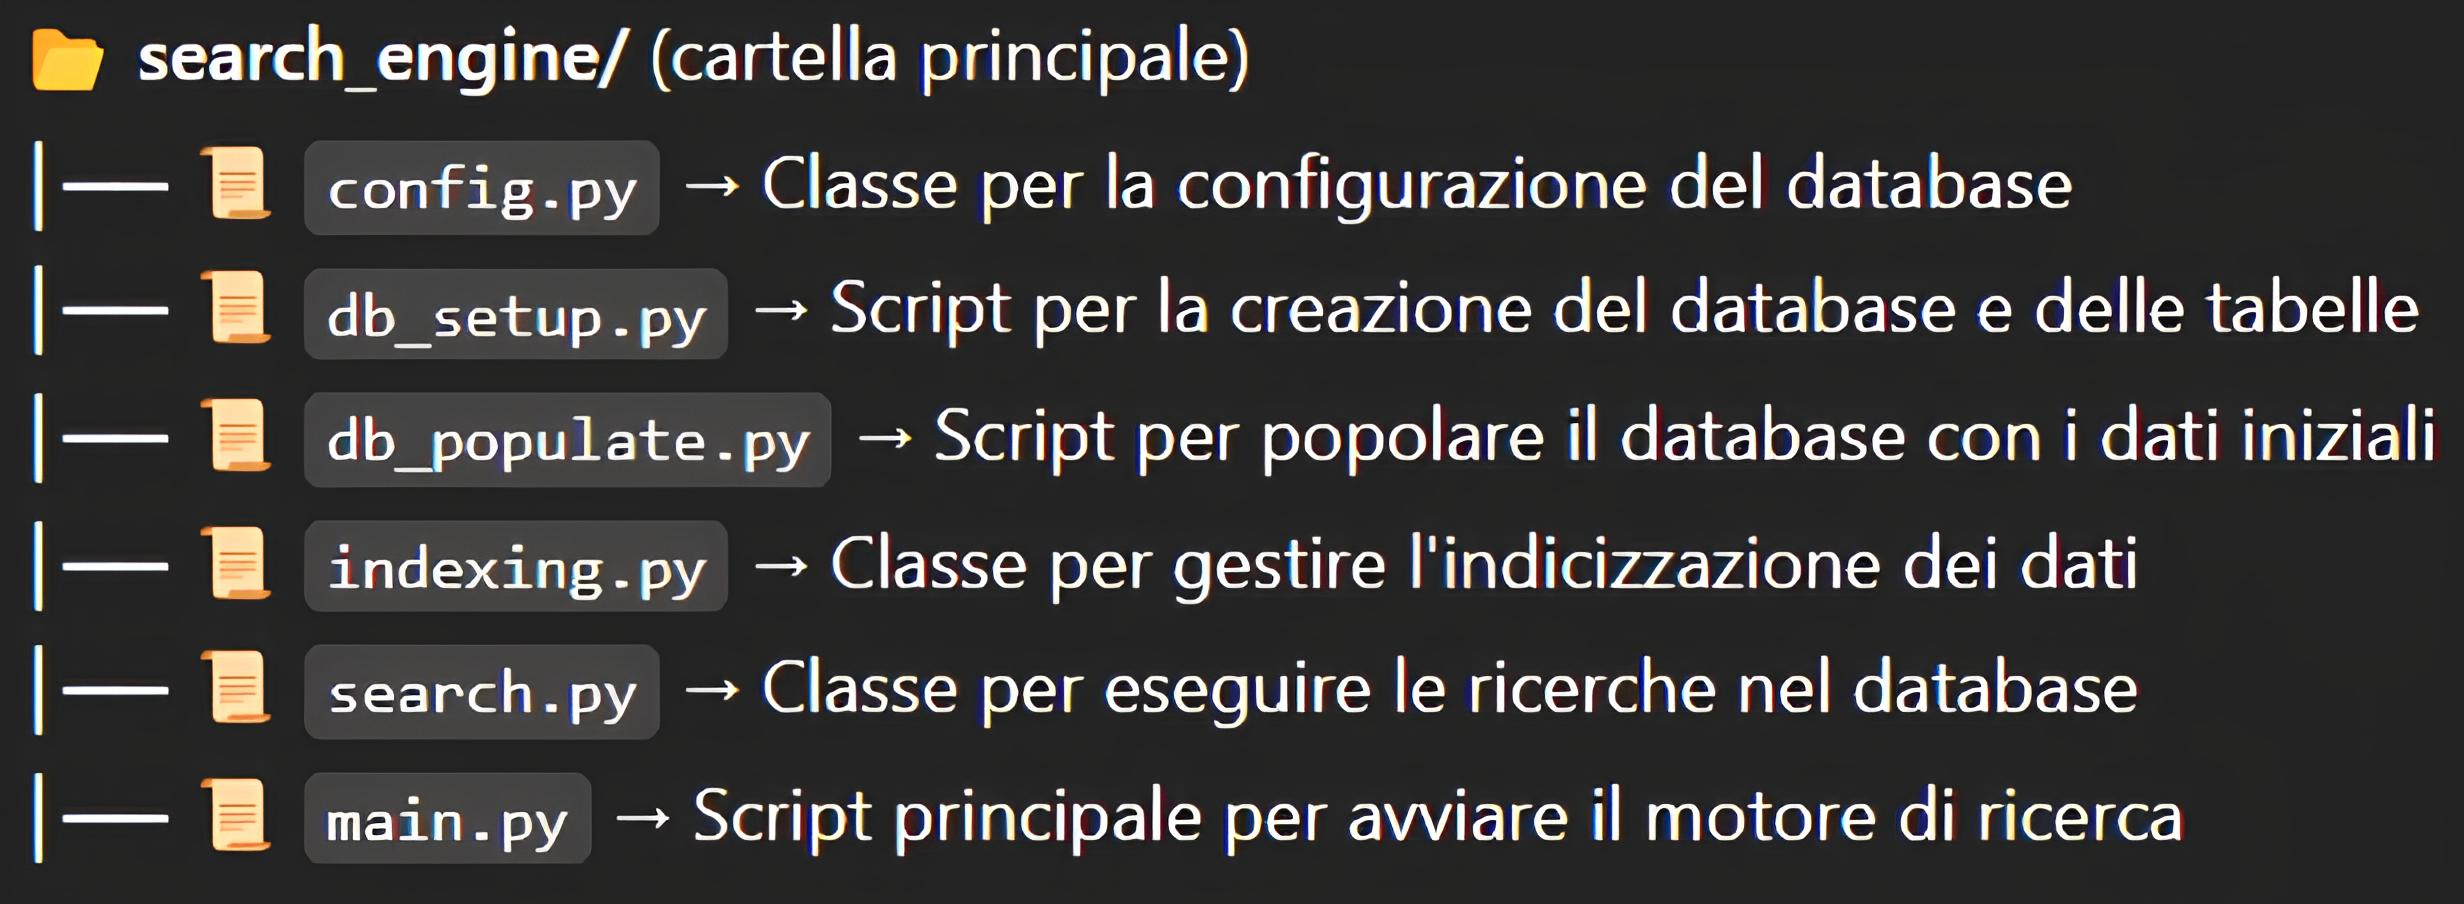 search_engine/ (cartella principale)
config.py → Classe per la configurazione del database
db_setup.py → Script per la creazione del database e delle tabelle
db_populate.py → Script per popolare il database con i dati iniziali
indexing.py → Classe per gestire l'indicizzazione dei dati
search.py → Classe per eseguire le ricerche nel database
main.py → Script principale per avviare il motore di ricerca